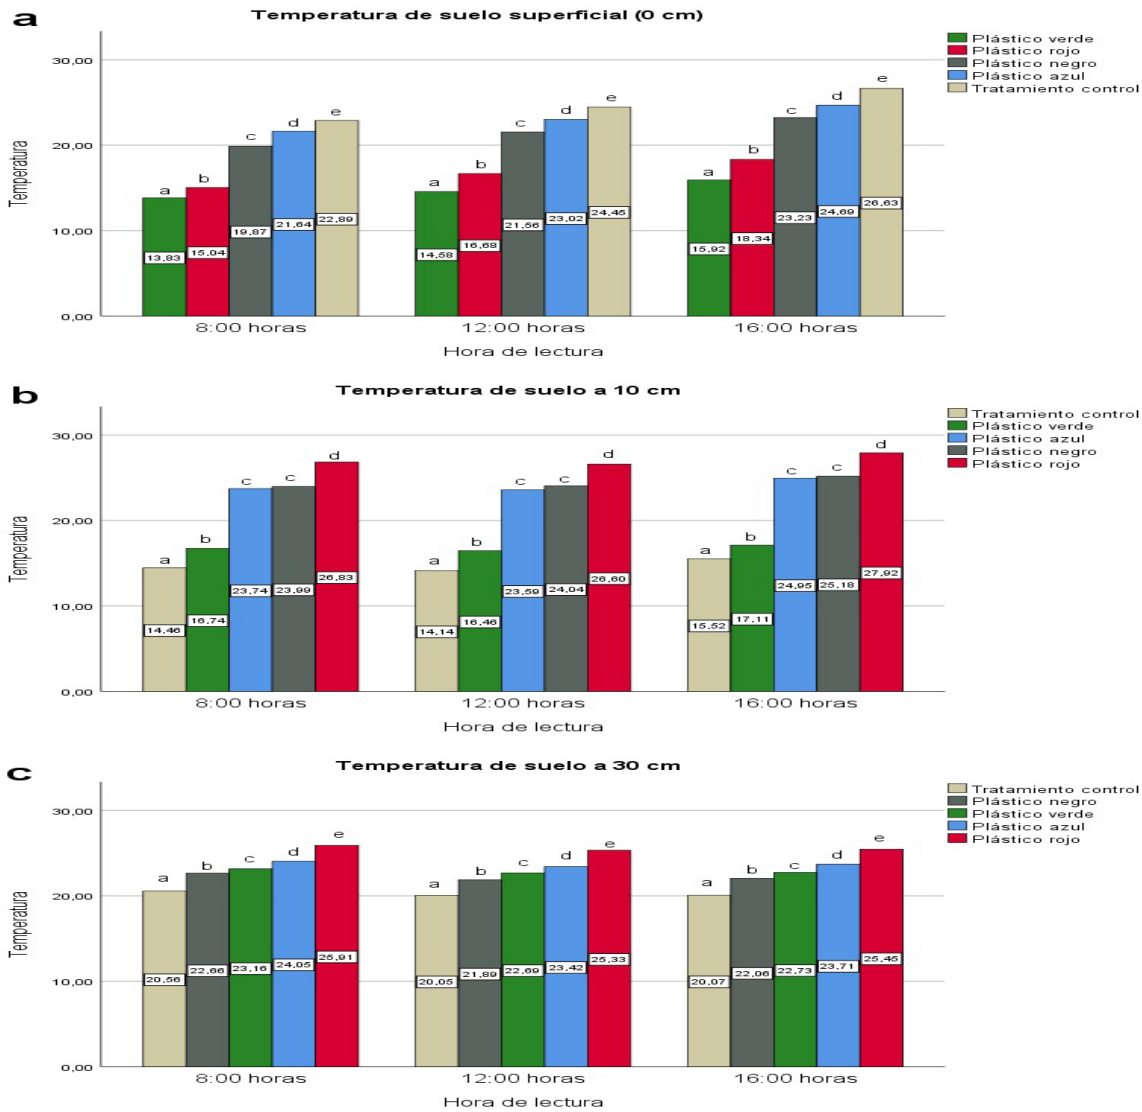 a
Temperatura de suelo superficial (0 cm)
Plástico verde
Plástico rojo
Plástico negro
Plástico azul
Tratamiento control
Temperatura
30,00
20,00
10,00
0,00
a b c d e
13,83 15,04 19,87 21,64 22,89
a b c d e
14,58 16,68 21,56 23,02 24,45
a b c d e
15,92 18,34 23,23 24,69 26,63
8:00 horas 12:00 horas 16:00 horas
Hora de lectura
b
Temperatura de suelo a 10 cm
Tratamiento control
Plástico verde
Plástico azul
Plástico negro
Plástico rojo
Temperatura
30,00
20,00
10,00
0,00
a b c c d
14,46 16,74 23,74 23,99 26,83
a b c c d
14,14 16,46 23,59 24,04 26,60
a b c c d
15,52 17,11 24,95 25,18 27,92
8:00 horas 12:00 horas 16:00 horas
Hora de lectura
c
Temperatura de suelo a 30 cm
Tratamiento control
Plástico negro
Plástico verde
Plástico azul
Plástico rojo
Temperatura
30,00
20,00
10,00
0,00
a b c d e
20,56 22,66 23,16 24,05 25,91
a b c d e
20,05 21,89 22,69 23,42 25,33
a b c d e
20,07 22,06 22,73 23,71 25,45
8:00 horas 12:00 horas 16:00 horas
Hora de lectura